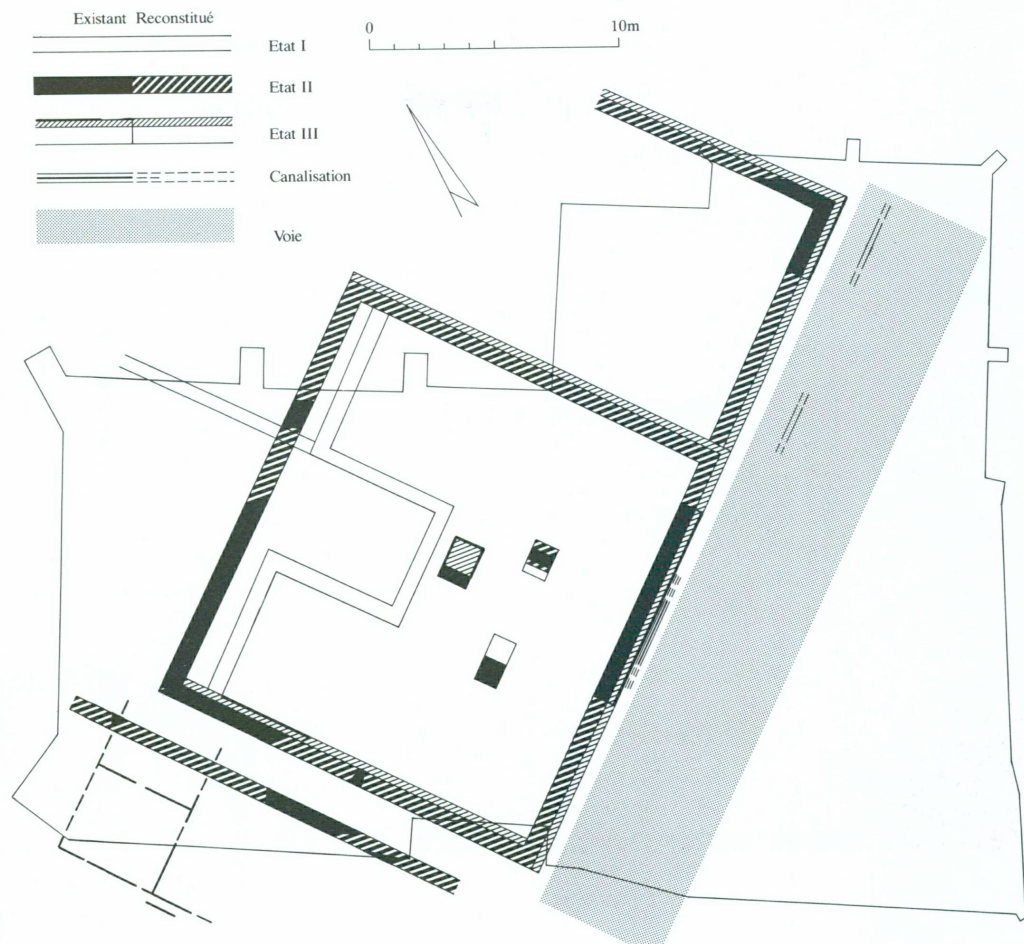 Existant Reconstitué
Etat I
Etat II
Etat III
Canalisation
Voie
0 10m